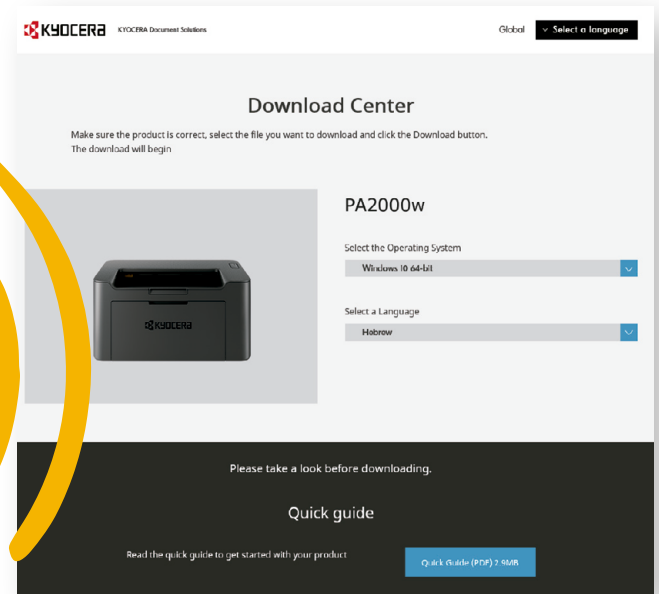 KYOCERA KYOCERA Document Solutions Global Select a language
Download Center
Make sure the product is correct, select the file you want to download and click the Download button.
The download will begin
PA2000w
Select the Operating System
Windows 10 64-bit
Select a Language
Hebrow
KYOCERA
Please take a look before downloading.
Quick guide
Read the quick guide to get started with your product
Quick Guide (PDF) 2.9MB